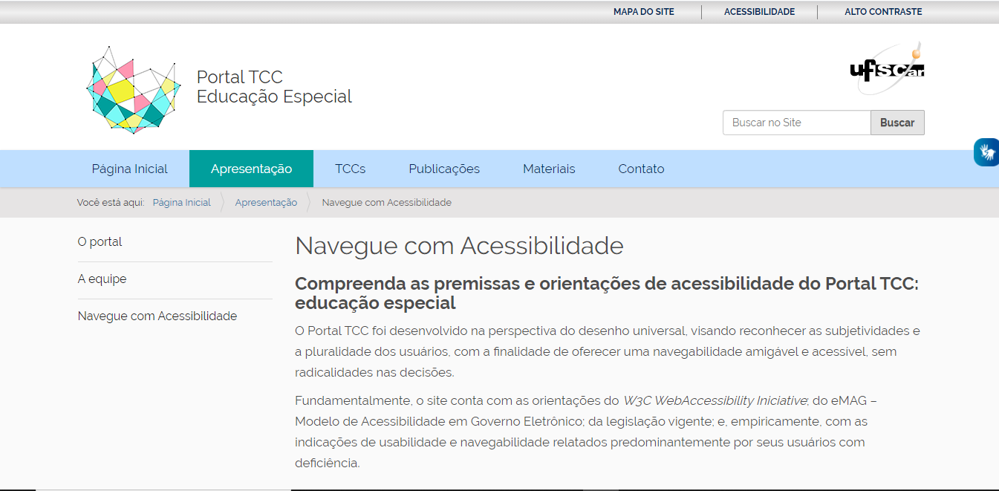 MAPA DO SITE
ACESSIBILIDADE
ALTO CONTRASTE
Portal TCC
Educação Especial
ufscar
Buscar no Site
Buscar
Página Inicial
Apresentação
TCCs
Publicações
Materiais
Contato
Você está aqui: Página Inicial Apresentação Navegue com Acessibilidade
O portal
A equipe
Navegue com Acessibilidade
Navegue com Acessibilidade
Compreenda as premissas e orientações de acessibilidade do Portal TCC:
educação especial
O Portal TCC foi desenvolvido na perspectiva do desenho universal, visando reconhecer as subjetividades e
a pluralidade dos usuários, com a finalidade de oferecer uma navegabilidade amigável e acessível, sem
radicalidades nas decisões.
Fundamentalmente, o site conta com as orientações do W3C WebAccessibility Iniciative; do eMAG –
Modelo de Acessibilidade em Governo Eletrônico; da legislação vigente; e, empiricamente, com as
indicações de usabilidade e navegabilidade relatados predominantemente por seus usuários com
deficiência.